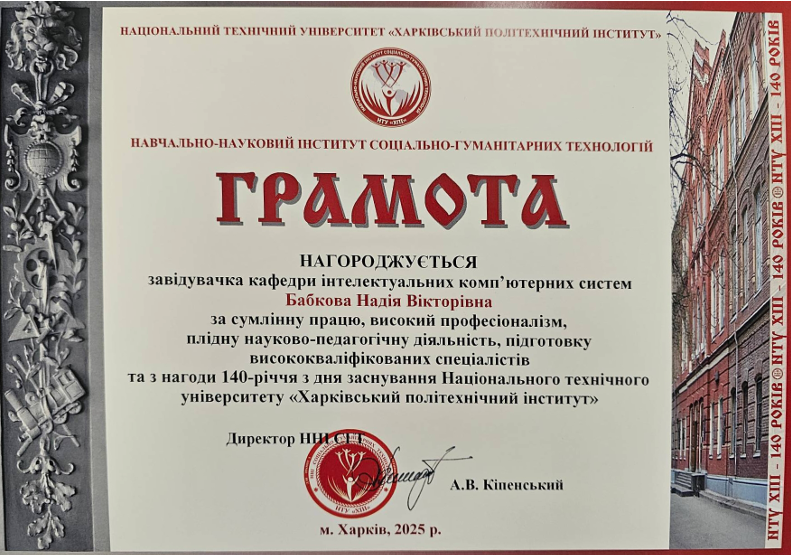 НАЦІОНАЛЬНИЙ ТЕХНІЧНИЙ УНІВЕРСИТЕТ «ХАРКІВСЬКИЙ ПОЛІТЕХНІЧНИЙ ІНСТИТУТ»
НТУ «ХПІ»
НАВЧАЛЬНО-НАУКОВИЙ ІНСТИТУТ СОЦІАЛЬНО-ГУМАНІТАРНИХ ТЕХНОЛОГІЙ
ГРАМОТА
НАГОРОДЖУЄТЬСЯ
завідувачка кафедри інтелектуальних комп’ютерних систем
Бабкова Надія Вікторівна
за сумлінну працю, високий професіоналізм,
плідну науково-педагогічну діяльність, підготовку
висококваліфікованих спеціалістів
та з нагоди 140-річчя з дня заснування Національного технічного
університету «Харківський політехнічний інститут»
Директор ННІ СГТ
НТУ «ХПІ»
А.В. Кіпенський
м. Харків, 2025 р.
НТУ ХПІ - 140 РОКІВ НТУ ХПІ - 140 РОКІВ НТУ ХПІ - 140 РОКІВ